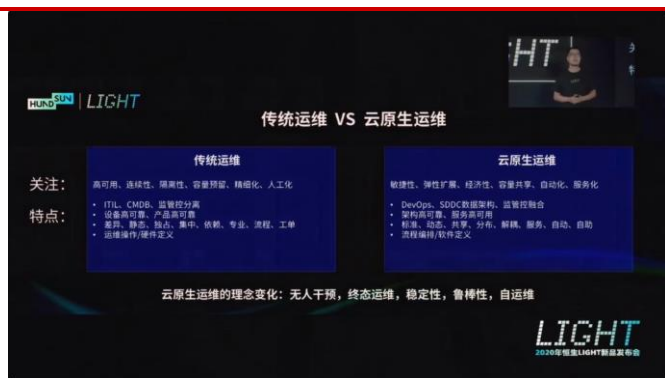 HT
HUNDSUN LIGHT
传统运维 VS 云原生运维
传统运维
关注：
高可用、连续性、隔离性、容量预留、精细化、人工化
特点：
• ITIL、CMDB、监管控分离
• 设备高可靠、产品高可靠
• 差异、静态、独占、集中、依赖、专业、流程、工单
• 运维操作/硬件定义
云原生运维
敏捷性、弹性扩展、经济性、容量共享、自动化、服务化
• DevOps、SDDC数据架构、监管控融合
• 架构高可靠、服务高可用
• 标准、动态、共享、分布、解耦、服务、自动、自助
• 流程编排/软件定义
云原生运维的理念变化：无人干预，终态运维，稳定性，鲁棒性，自运维
LIGHT
2020年恒生LIGHT新品发布会